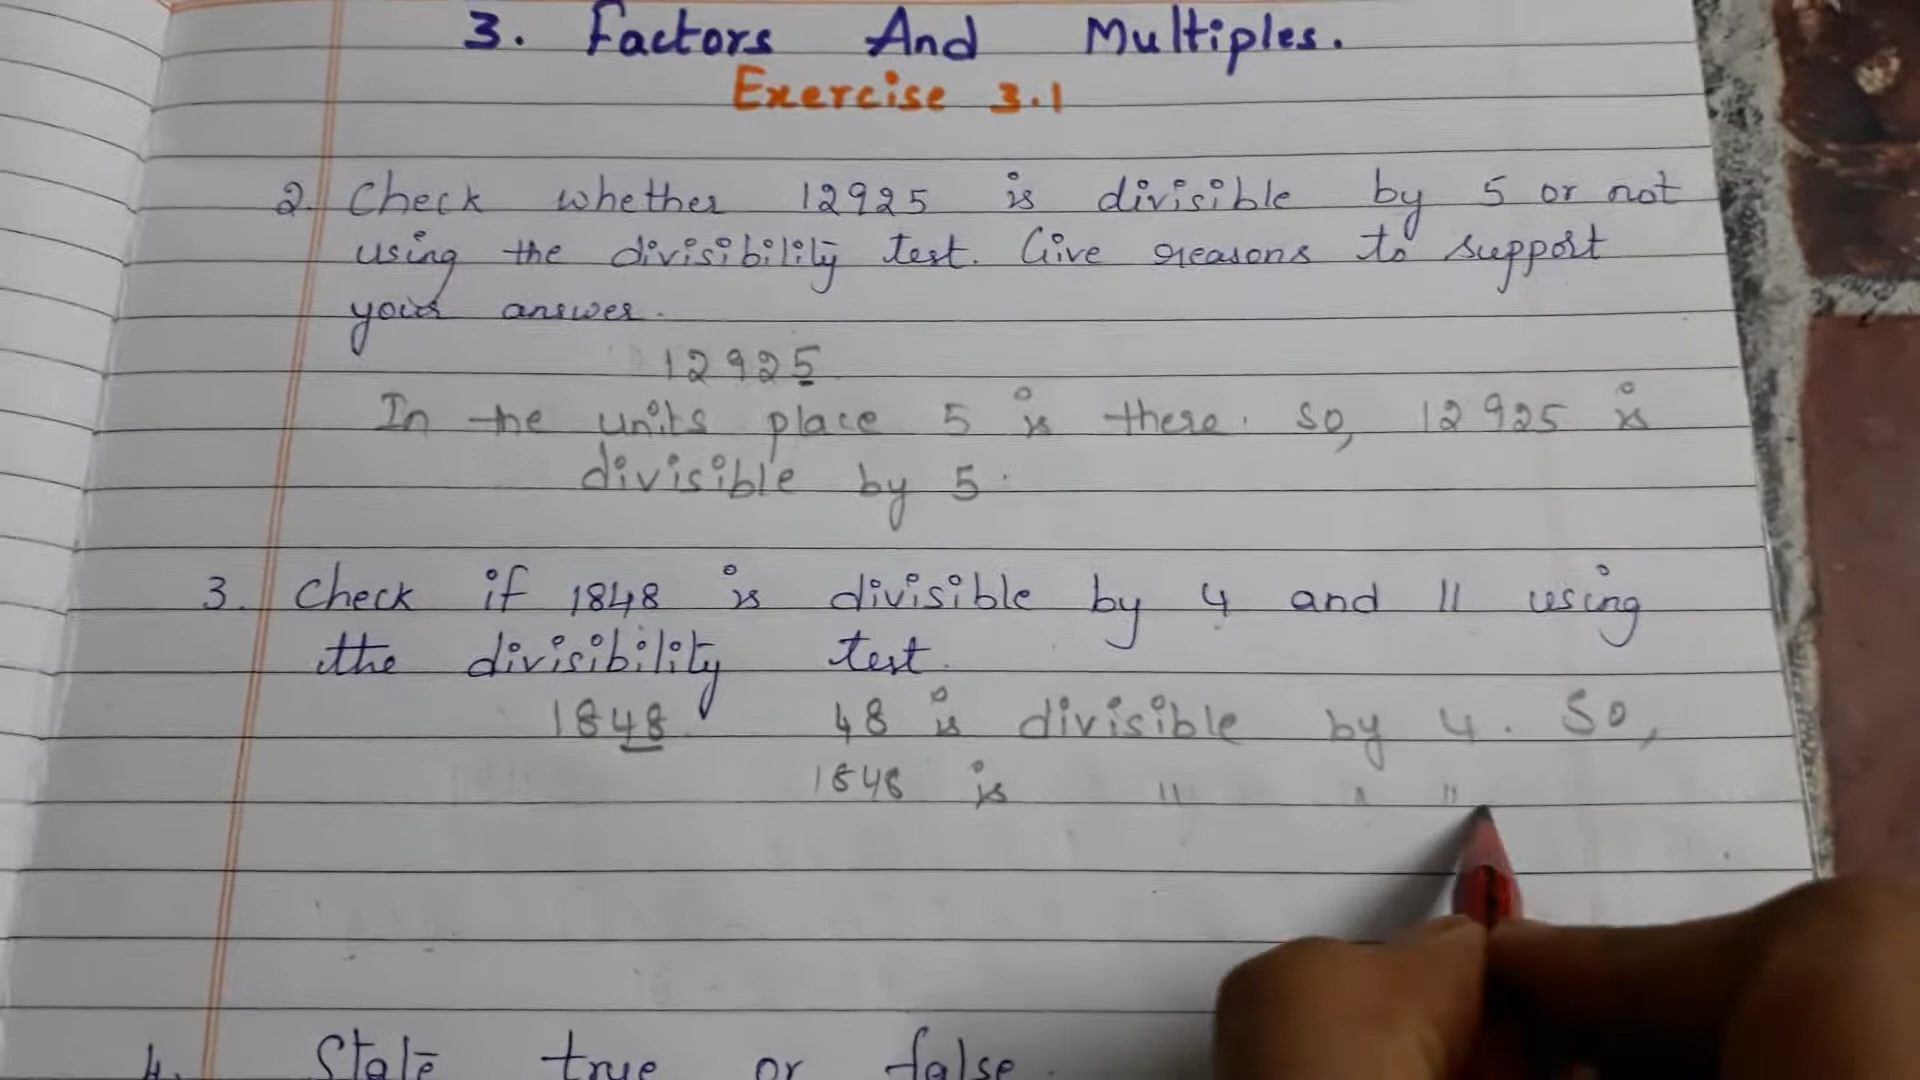 3. Factors And Multiples.
Exercise 3.1
2. Check whether 12925 is divisible by 5 or not
using the divisibility test. Give reasons to support
your answer.
12925
In the units place 5 is there. So, 12925 is
divisible by 5.
3. Check if 1848 is divisible by 4 and 11 using
the divisibility test.
1848 48 is divisible by 4. So,
1848 is " " "
4. State true or false.